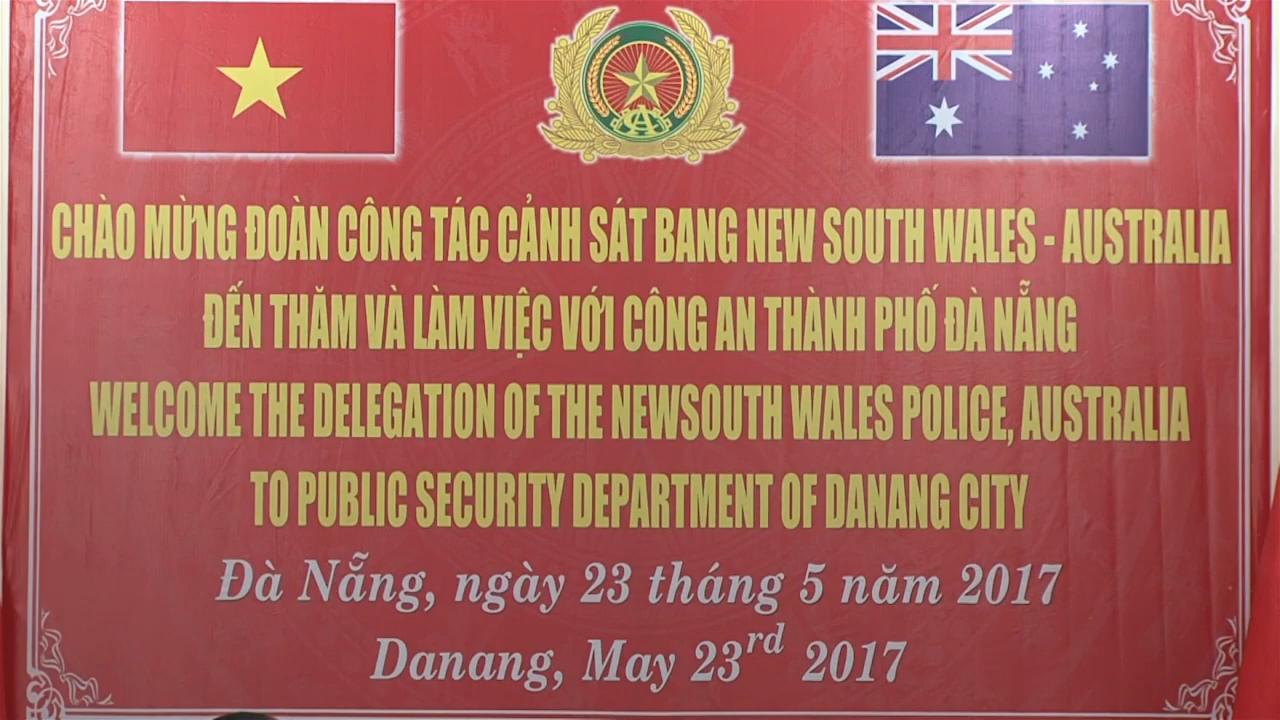 CHÀO MỪNG ĐOÀN CÔNG TÁC CẢNH SÁT BANG NEW SOUTH WALES - AUSTRALIA
ĐẾN THĂM VÀ LÀM VIỆC VỚI CÔNG AN THÀNH PHỐ ĐÀ NẴNG
WELCOME THE DELEGATION OF THE NEWSOUTH WALES POLICE, AUSTRALIA
TO PUBLIC SECURITY DEPARTMENT OF DANANG CITY
Đà Nẵng, ngày 23 tháng 5 năm 2017
Danang, May 23rd 2017